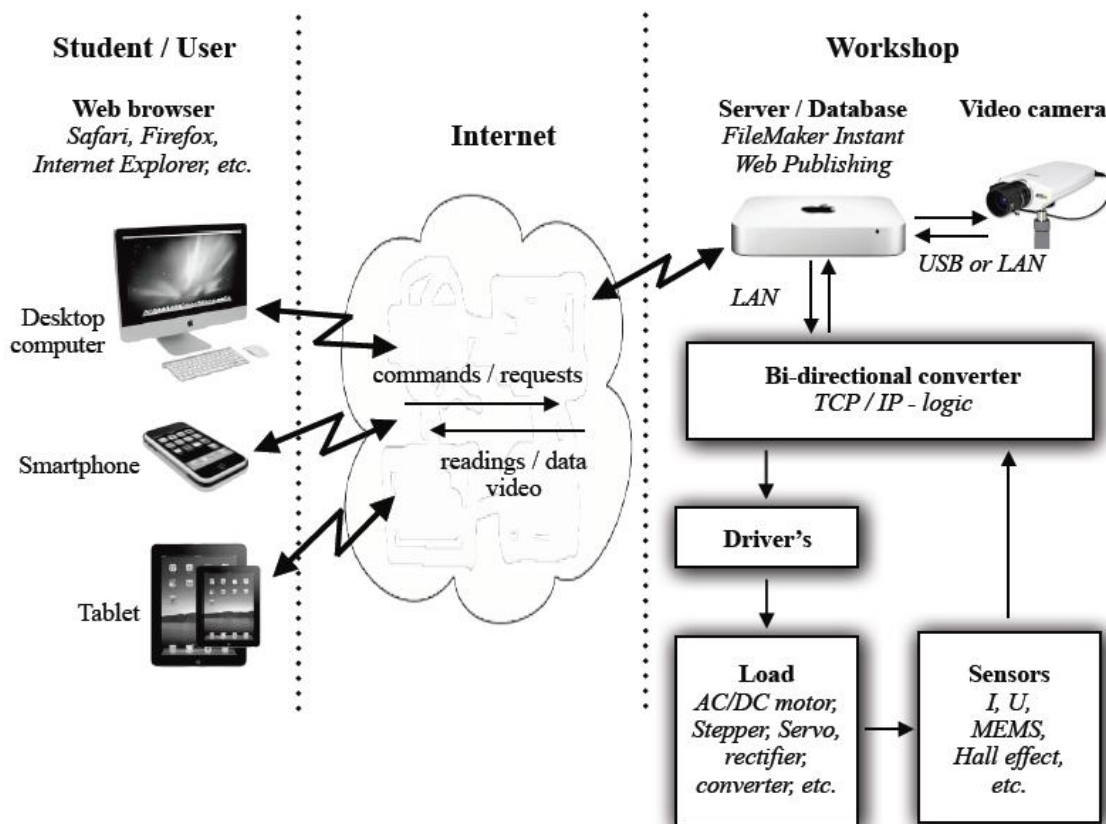 Student / User
Web browser
Safari, Firefox,
Internet Explorer, etc.
Desktop
computer
Smartphone
Tablet
Internet
commands / requests
readings / data
video
Workshop
Server / Database
FileMaker Instant
Web Publishing
Video camera
USB or LAN
LAN
Bi-directional converter
TCP / IP - logic
Driver's
Load
AC/DC motor,
Stepper, Servo,
rectifier,
converter, etc.
Sensors
I, U,
MEMS,
Hall effect,
etc.